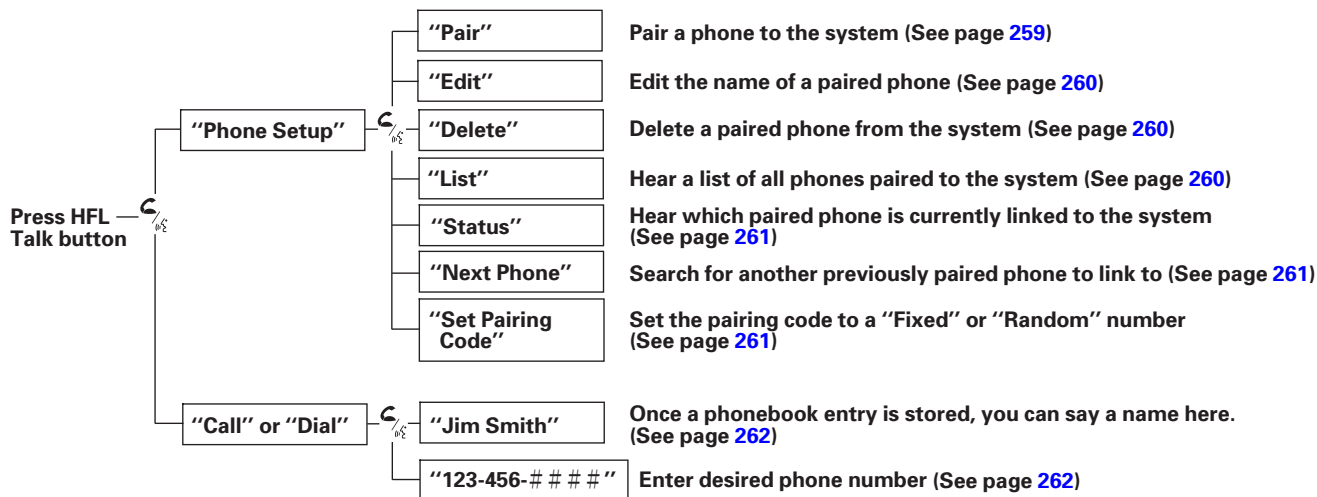 Press HFL
Talk button
"Phone Setup"
"Pair"
Pair a phone to the system (See page 259)
"Edit"
Edit the name of a paired phone (See page 260)
"Delete"
Delete a paired phone from the system (See page 260)
"List"
Hear a list of all phones paired to the system (See page 260)
"Status"
Hear which paired phone is currently linked to the system
(See page 261)
"Next Phone"
Search for another previously paired phone to link to (See page 261)
"Set Pairing
Code"
Set the pairing code to a "Fixed" or "Random" number
(See page 261)
"Call" or "Dial"
"Jim Smith"
Once a phonebook entry is stored, you can say a name here.
(See page 262)
"123-456-####"
Enter desired phone number (See page 262)